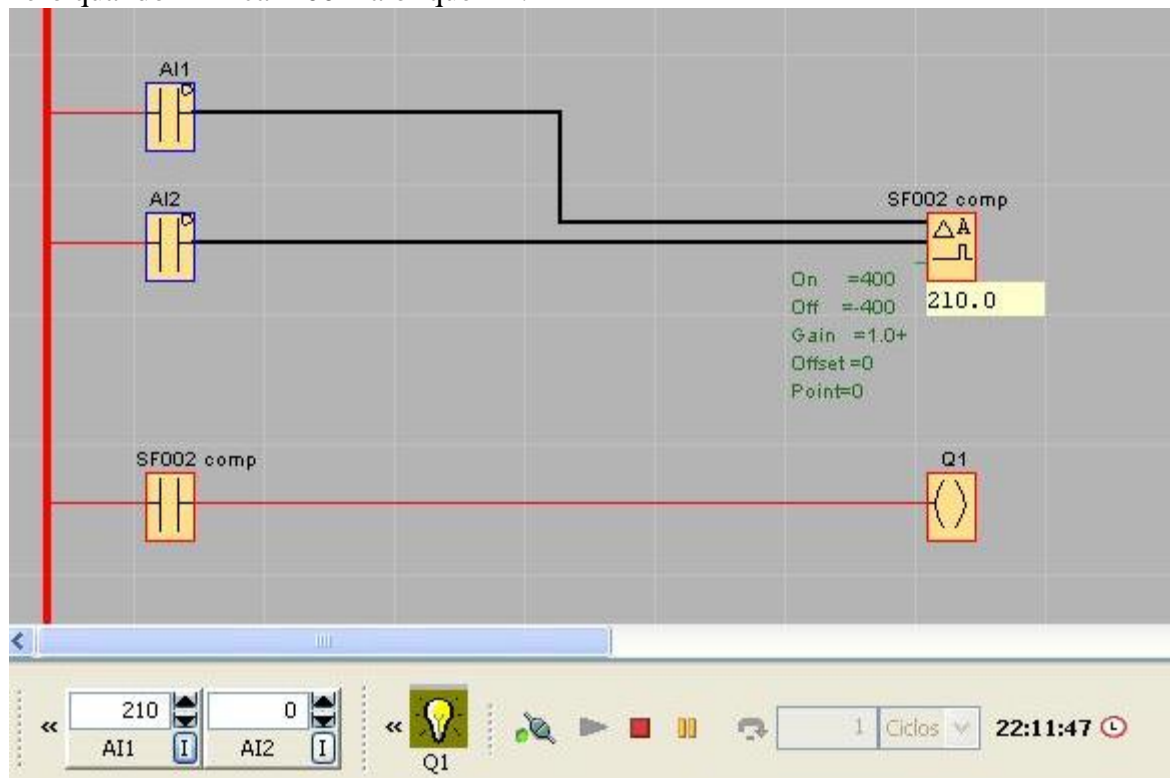 AI1
AI2
SF002 comp
On =400
Off =-400
Gain =1.0+
Offset =0
Point=0
210.0
SF002 comp
Q1
« 210 0 « 1 Ciclos 22:11:47
AI1 I AI2 I Q1